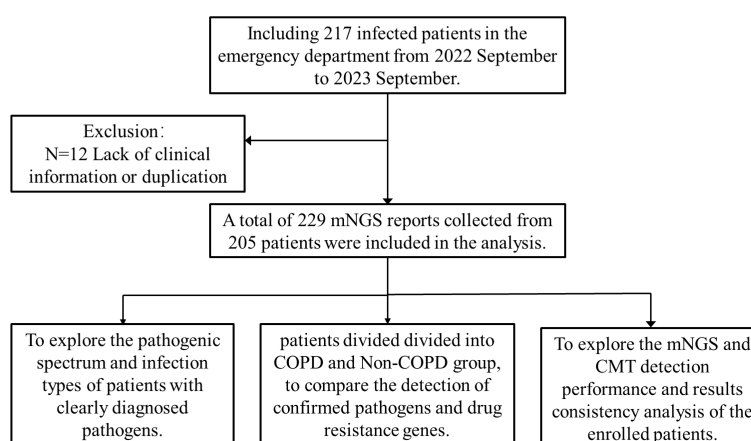 Including 217 infected patients in the
emergency department from 2022 September
to 2023 September.
Exclusion:
N=12 Lack of clinical
information or duplication
A total of 229 mNGS reports collected from
205 patients were included in the analysis.
To explore the pathogenic
spectrum and infection
types of patients with
clearly diagnosed
pathogens.
patients divided divided into
COPD and Non-COPD group,
to compare the detection of
confirmed pathogens and drug
resistance genes.
To explore the mNGS and
CMT detection
performance and results
consistency analysis of the
enrolled patients.